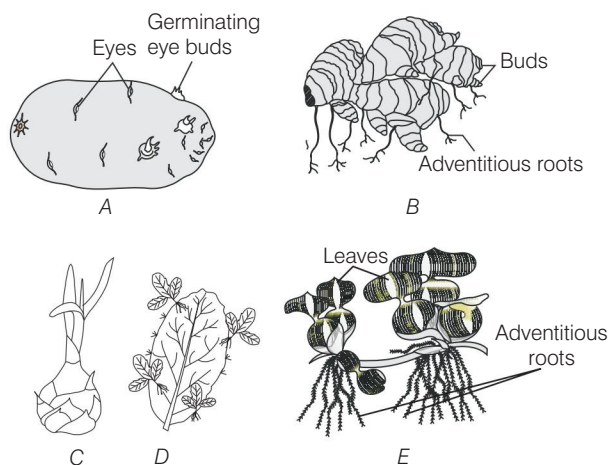 Germinating
eye buds
Eyes
A
Buds
Adventitious roots
B
Leaves
Adventitious
roots
C
D
E